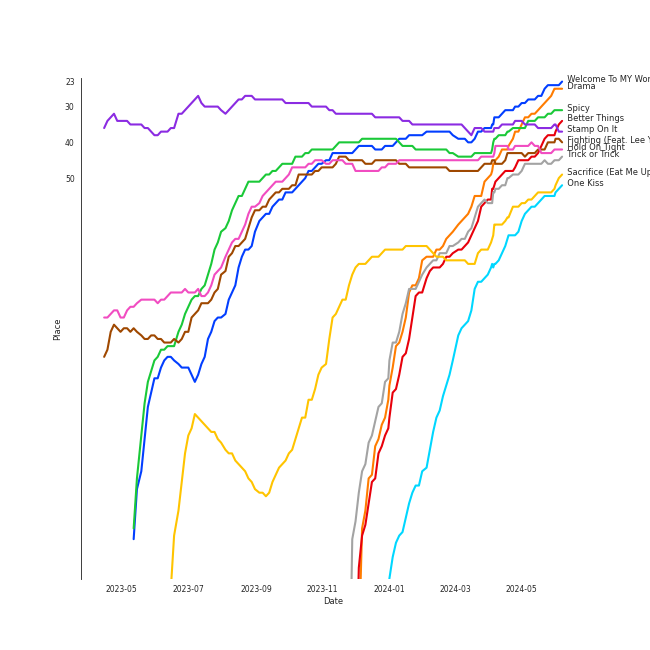 23
30
40
50
Place
2023-05
2023-07
2023-09
2023-11
2024-01
2024-03
2024-05
Date
Welcome To MY Wor
Drama
Spicy
Better Things
Stamp On It
Fighting (Feat. Lee Y
Hold On Tight
Trick or Trick
Sacrifice (Eat Me Up
One Kiss